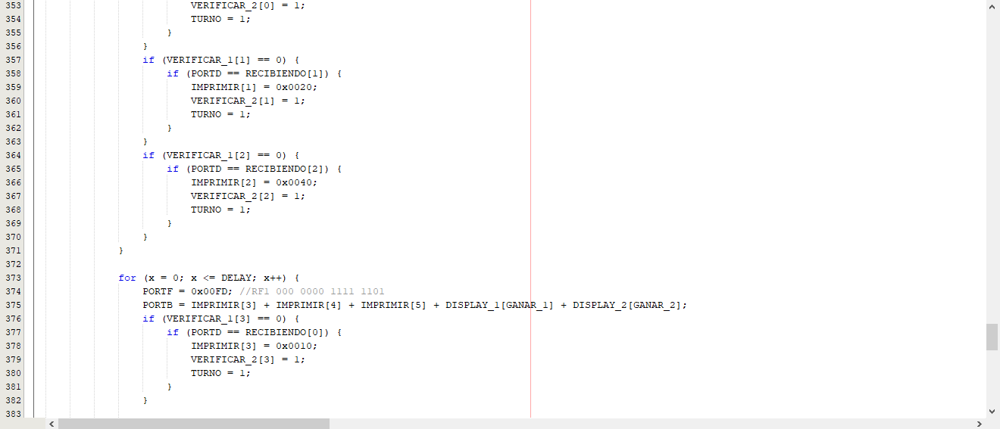 353 VERIFICAR_2[0] = 1;
354 TURNO = 1;
355 }
356 }
357 if (VERIFICAR_1[1] == 0) {
358 if (PORTD == RECIBIENDO[1]) {
359 IMPRIMIR[1] = 0x0020;
360 VERIFICAR_2[1] = 1;
361 TURNO = 1;
362 }
363 }
364 if (VERIFICAR_1[2] == 0) {
365 if (PORTD == RECIBIENDO[2]) {
366 IMPRIMIR[2] = 0x0040;
367 VERIFICAR_2[2] = 1;
368 TURNO = 1;
369 }
370 }
371 }
372
373 for (x = 0; x <= DELAY; x++) {
374 PORTF = 0x00FD; //RF1 000 0000 1111 1101
375 PORTB = IMPRIMIR[3] + IMPRIMIR[4] + IMPRIMIR[5] + DISPLAY_1[GANAR_1] + DISPLAY_2[GANAR_2];
376 if (VERIFICAR_1[3] == 0) {
377 if (PORTD == RECIBIENDO[0]) {
378 IMPRIMIR[3] = 0x0010;
379 VERIFICAR_2[3] = 1;
380 TURNO = 1;
381 }
382 }
383